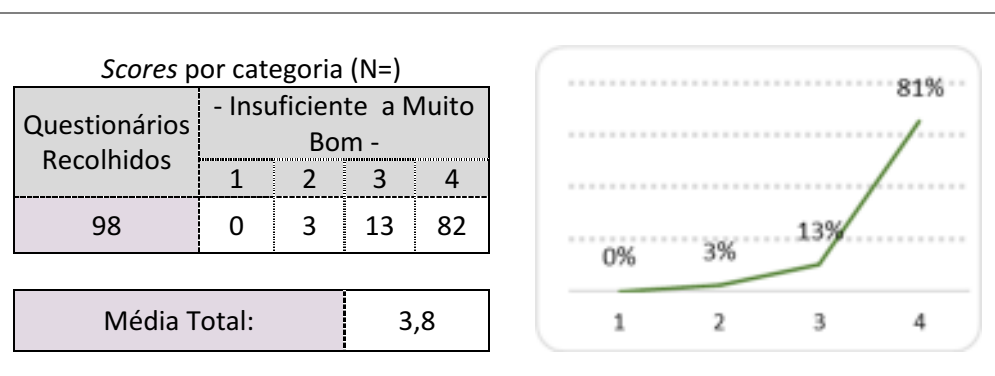 Scores por categoria (N=)
Questionários Recolhidos
- Insuficiente a Muito Bom -
1 2 3 4
98 0 3 13 82
Média Total: 3,8
81%
13%
3%
0%
1 2 3 4